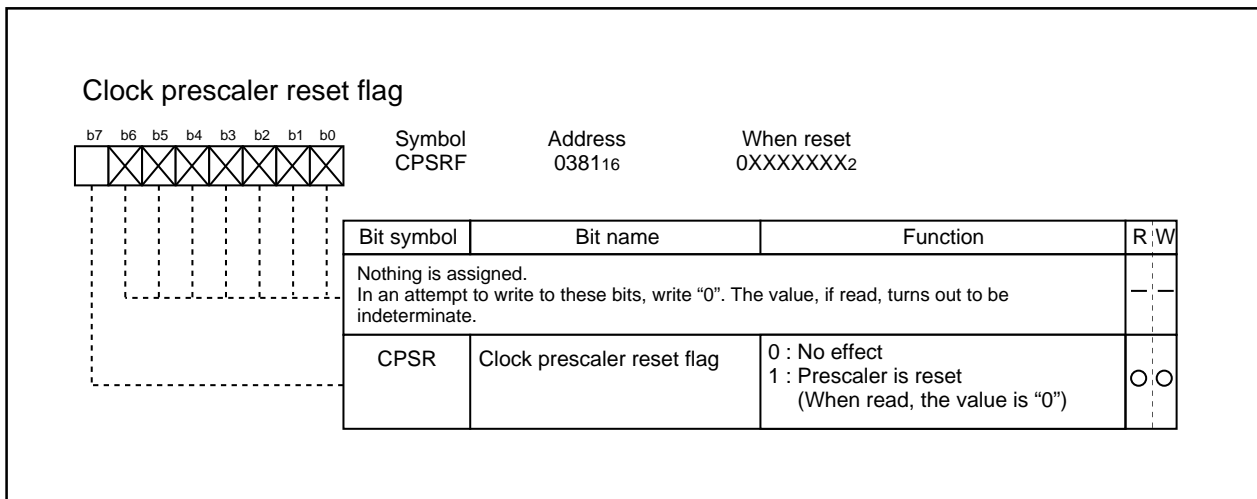 Clock prescaler reset flag
b7 b6 b5 b4 b3 b2 b1 b0
Symbol Address When reset
CPSRF 038116 0XXXXXXX2
Bit symbol Bit name Function R W
Nothing is assigned.
In an attempt to write to these bits, write “0”. The value, if read, turns out to be
indeterminate.
— —
CPSR Clock prescaler reset flag 0 : No effect
1 : Prescaler is reset
(When read, the value is “0”)
O O